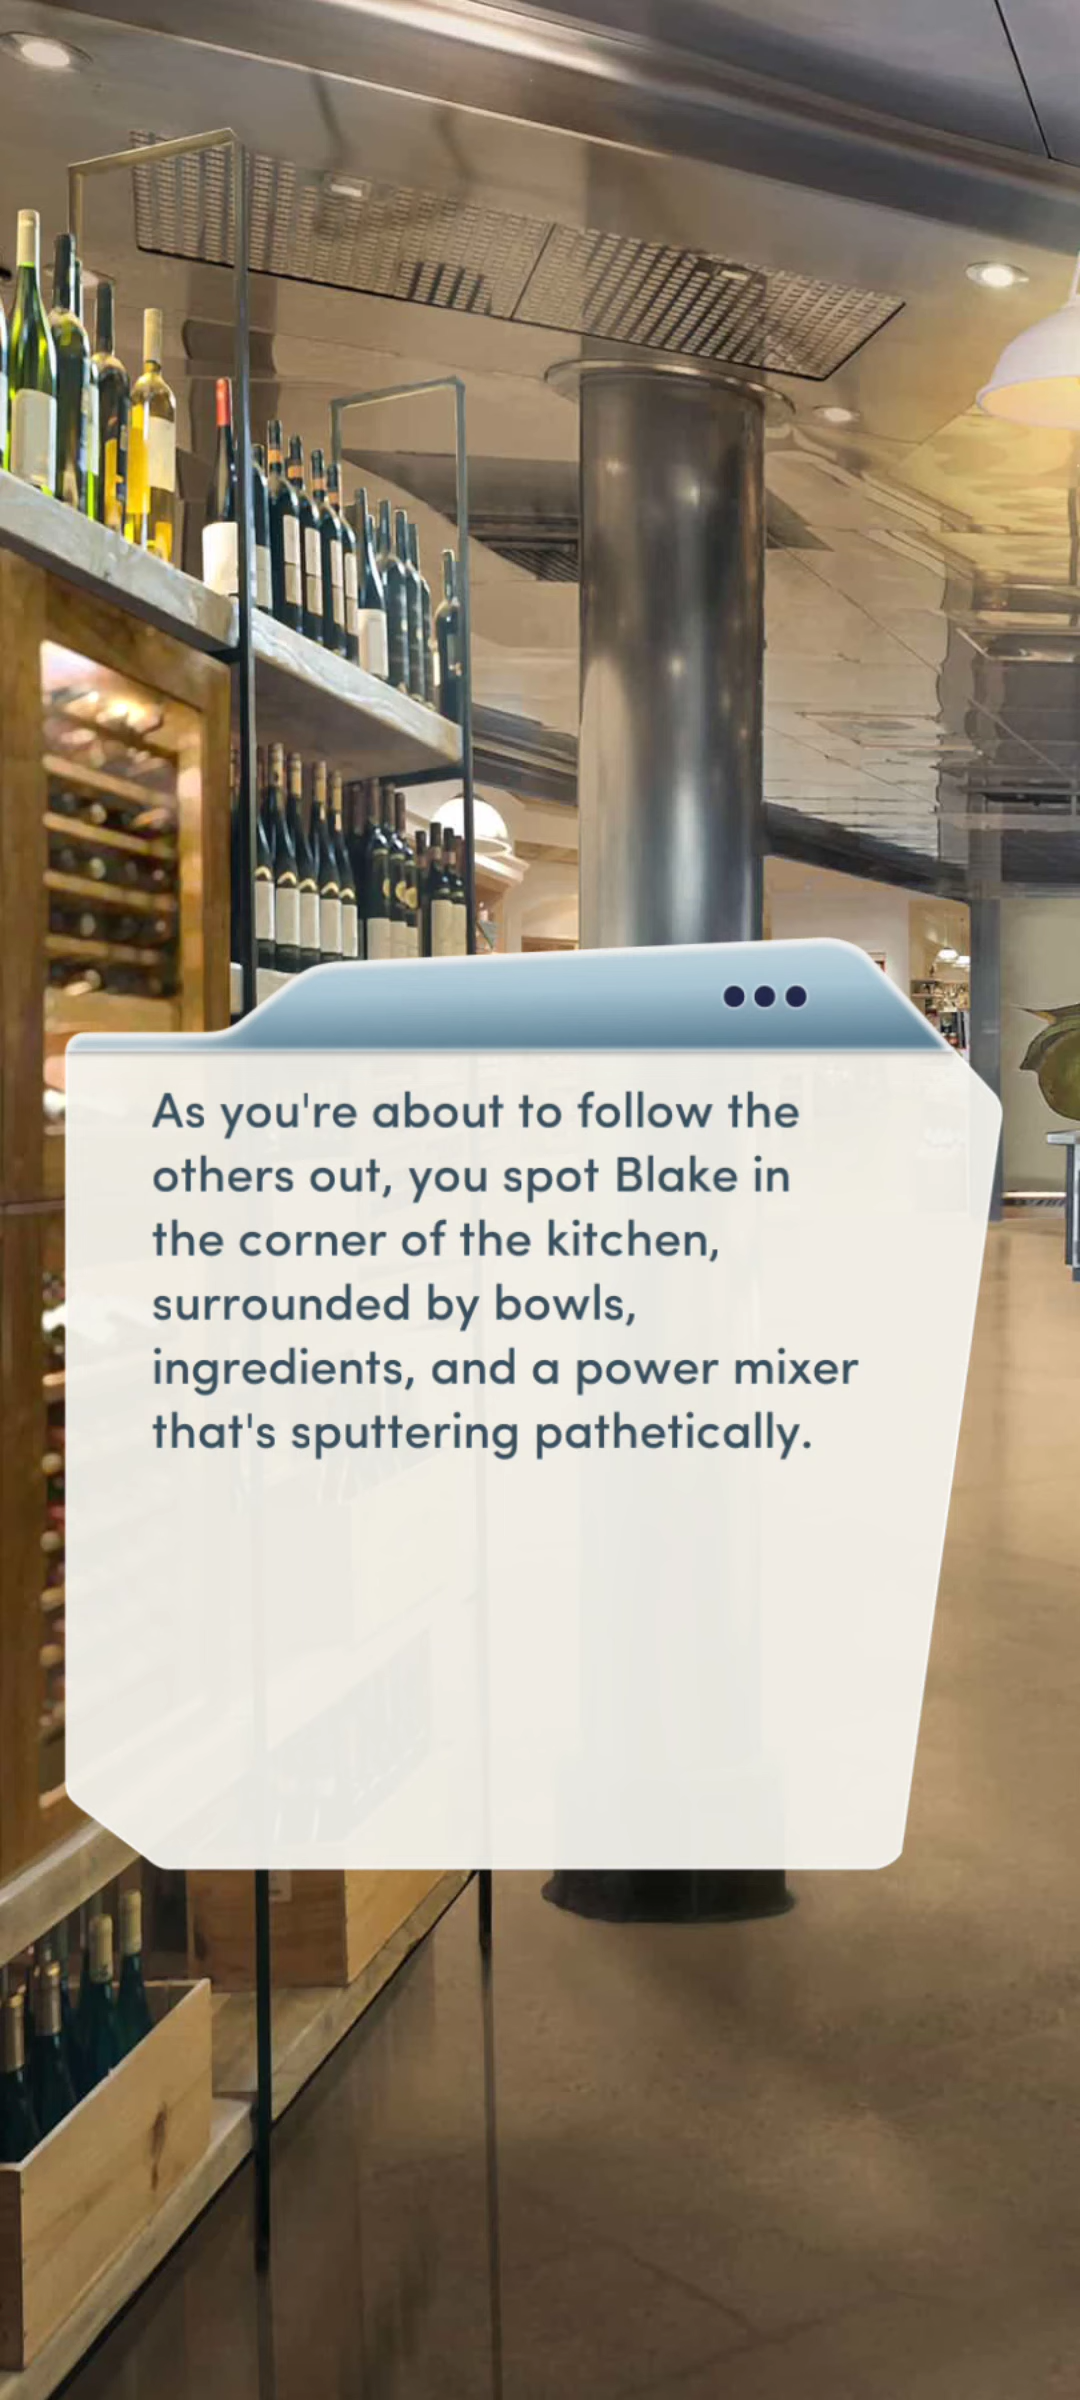 As you're about to follow the
others out, you spot Blake in
the corner of the kitchen,
surrounded by bowls,
ingredients, and a power mixer
that's sputtering pathetically.